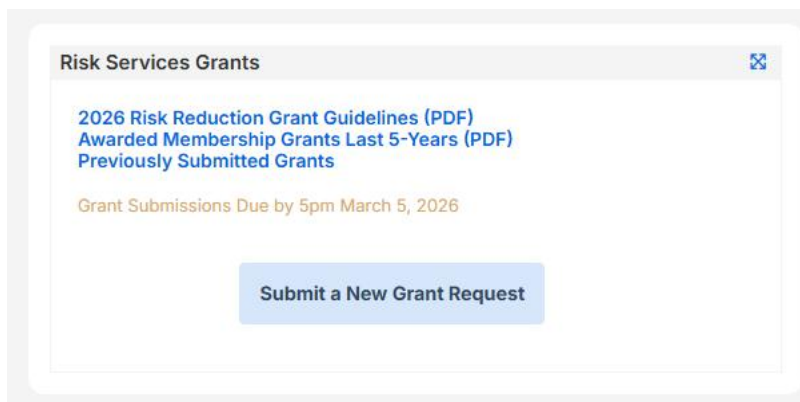 Risk Services Grants
2026 Risk Reduction Grant Guidelines (PDF)
Awarded Membership Grants Last 5-Years (PDF)
Previously Submitted Grants
Grant Submissions Due by 5pm March 5, 2026
Submit a New Grant Request